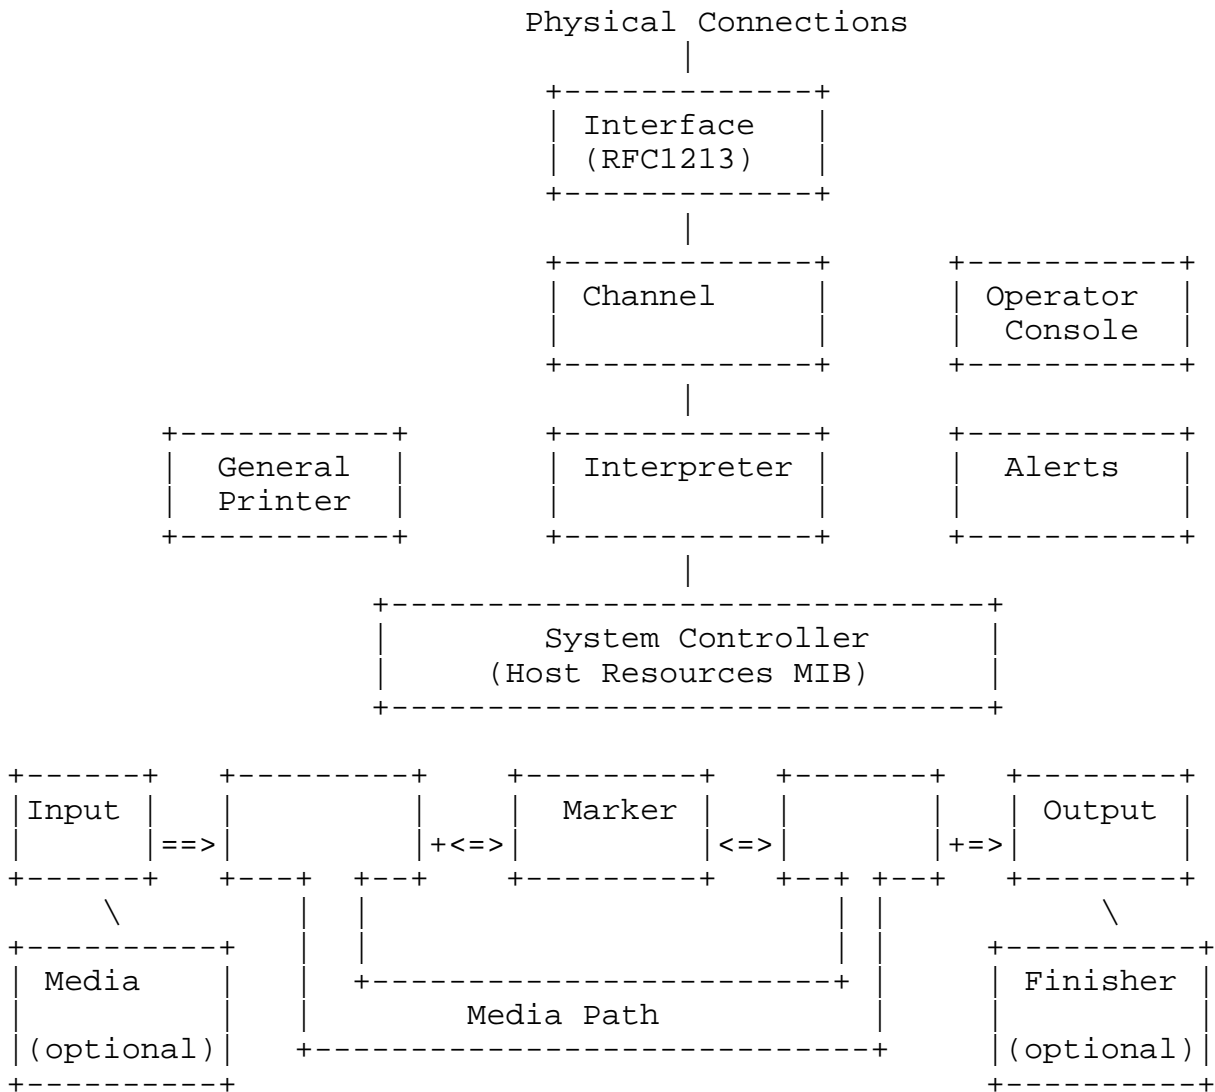 Physical Connections
Interface
(RFC1213)
Channel
Operator
Console
General
Printer
Interpreter
Alerts
System Controller
(Host Resources MIB)
Input
Marker
Output
Media
(optional)
Media Path
Finisher
(optional)